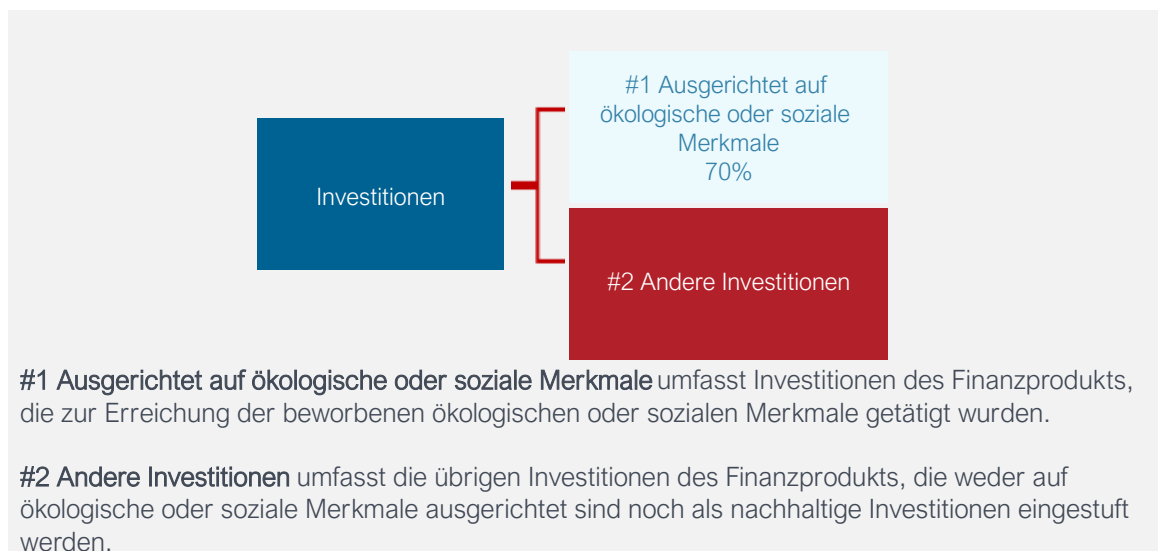 #1 Ausgerichtet auf
ökologische oder soziale
Merkmale
70%
Investitionen
#2 Andere Investitionen
#1 Ausgerichtet auf ökologische oder soziale Merkmale umfasst Investitionen des Finanzprodukts,
die zur Erreichung der beworbenen ökologischen oder sozialen Merkmale getätigt wurden.
#2 Andere Investitionen umfasst die übrigen Investitionen des Finanzprodukts, die weder auf
ökologische oder soziale Merkmale ausgerichtet sind noch als nachhaltige Investitionen eingestuft
werden.